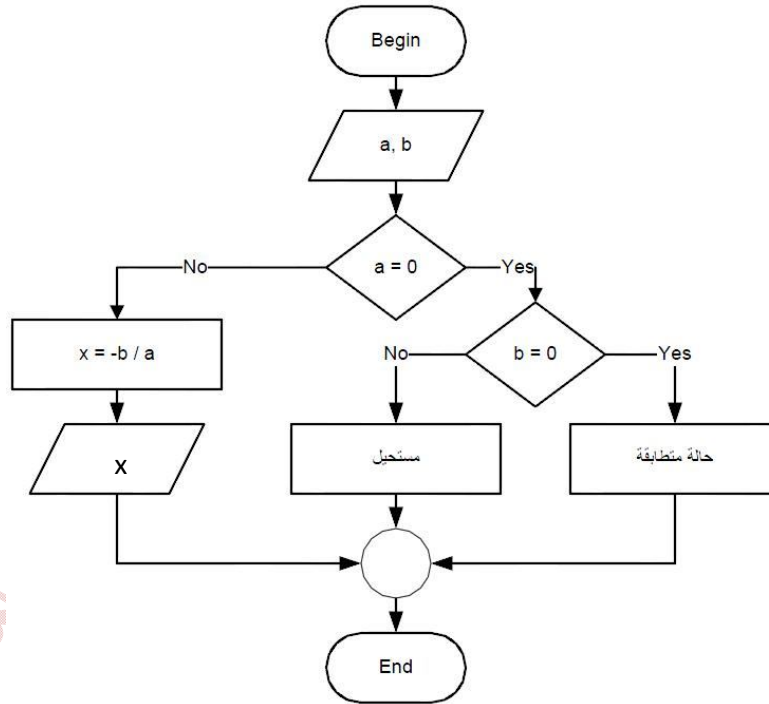 Begin
a, b
a = 0
No
Yes
x = -b / a
b = 0
No
Yes
x
مستحيل
حالة متطابقة
End